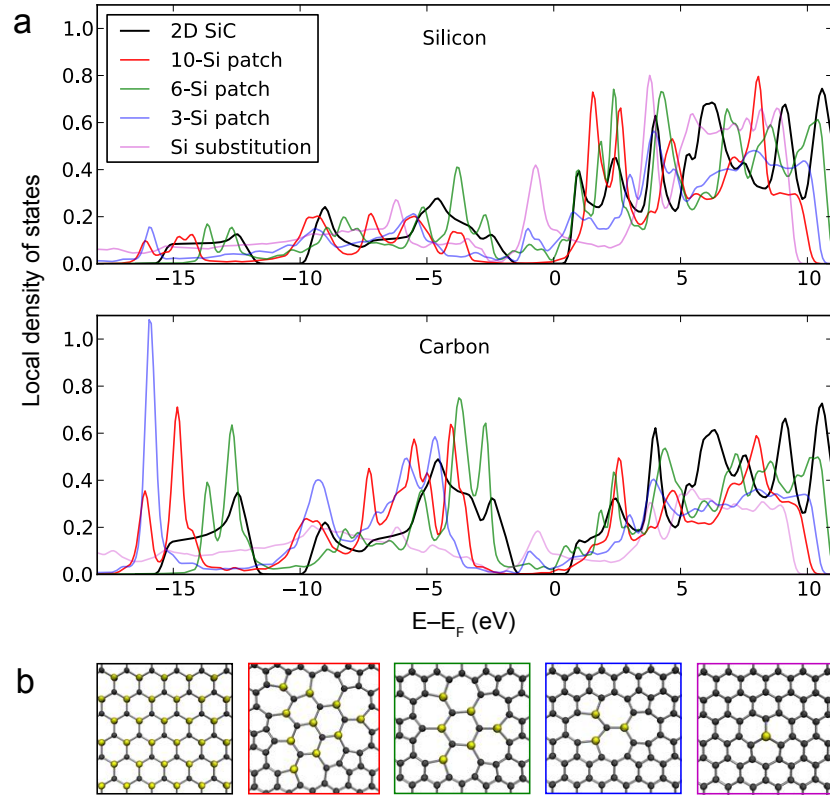 a
Local density of states
1.0
0.8
0.6
0.4
0.2
0.0
2D SiC
10-Si patch
6-Si patch
3-Si patch
Si substitution
Silicon
−15
−10
−5
0
5
10
1.0
0.8
0.6
0.4
0.2
0.0
Carbon
−15
−10
−5
0
5
10
E–E_F (eV)
b